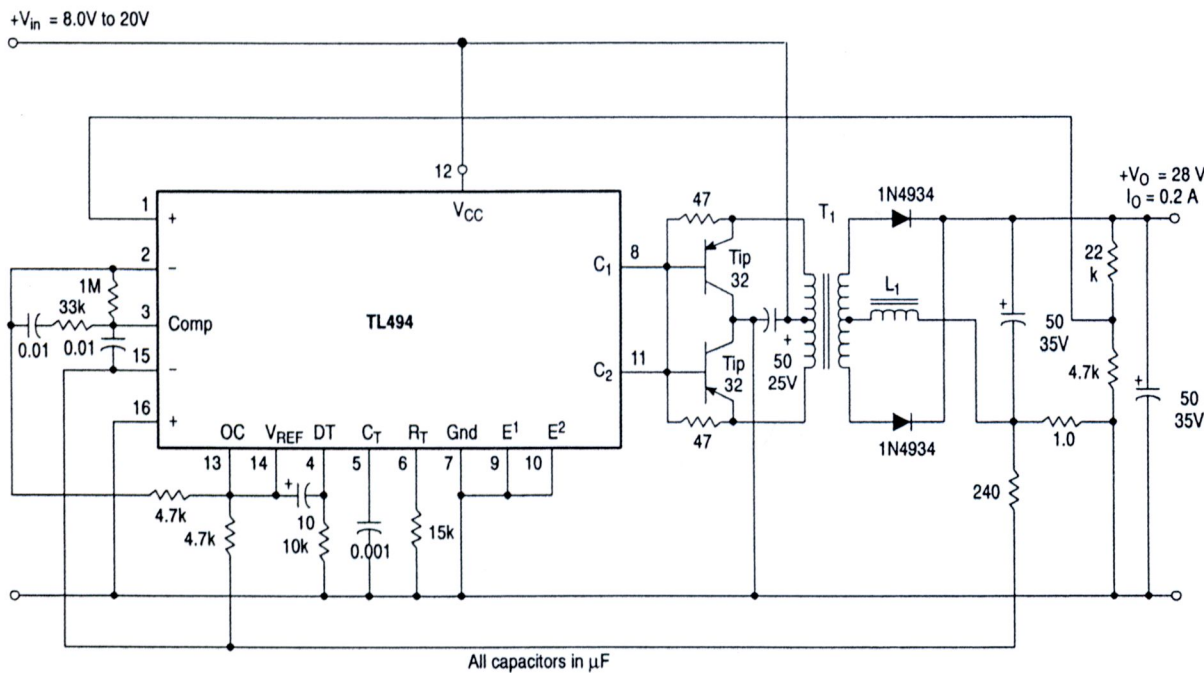 +Vin = 8.0V to 20V
12
VCC
+VO = 28 V
IO = 0.2 A
1N4934
T1
47
1
+
2
−
1M
33k
3
Comp
0.01
0.01
15
−
16
+
TL494
C1
8
Tip
32
C2
11
Tip
32
47
+
50
25V
L1
1N4934
+
50
35V
22
k
4.7k
1.0
+
50
35V
240
OC
VREF
DT
CT
RT
Gnd
E1
E2
13
14
4
5
6
7
9
10
4.7k
4.7k
+
10
10k
0.001
15k
All capacitors in μF